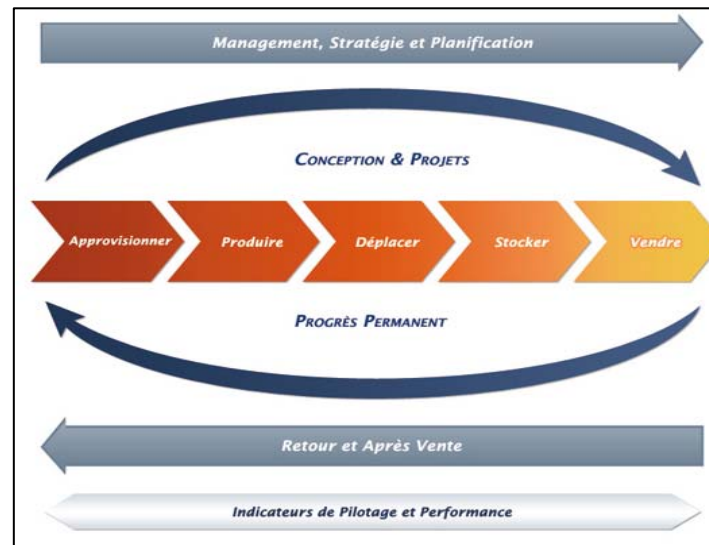 Management, Stratégie et Planification
CONCEPTION & PROJETS
Approvisionner
Produire
Déplacer
Stocker
Vendre
PROGRÈS PERMANENT
Retour et Après Vente
Indicateurs de Pilotage et Performance